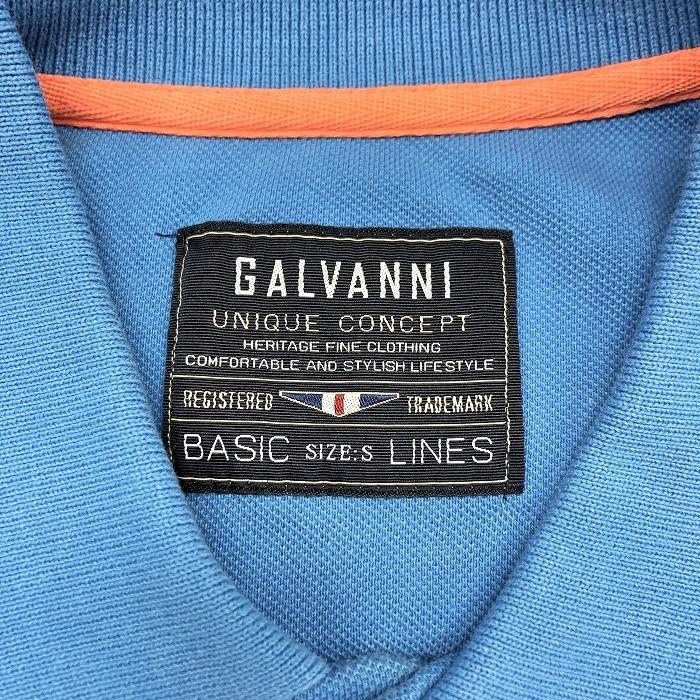 GALVANNI
UNIQUE CONCEPT
HERITAGE FINE CLOTHING
COMFORTABLE AND STYLISH LIFESTYLE
REGISTERED TRADEMARK
BASIC SIZE:S LINES